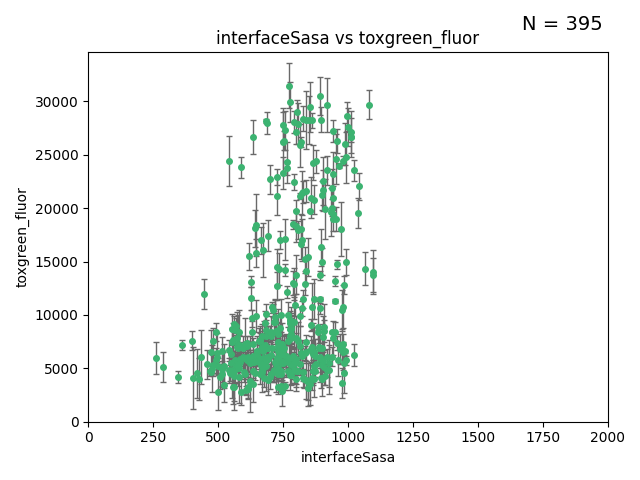 N = 395
interfaceSasa vs toxgreen_fluor
toxgreen_fluor
30000
25000
20000
15000
10000
5000
0
0 250 500 750 1000 1250 1500 1750 2000
interfaceSasa